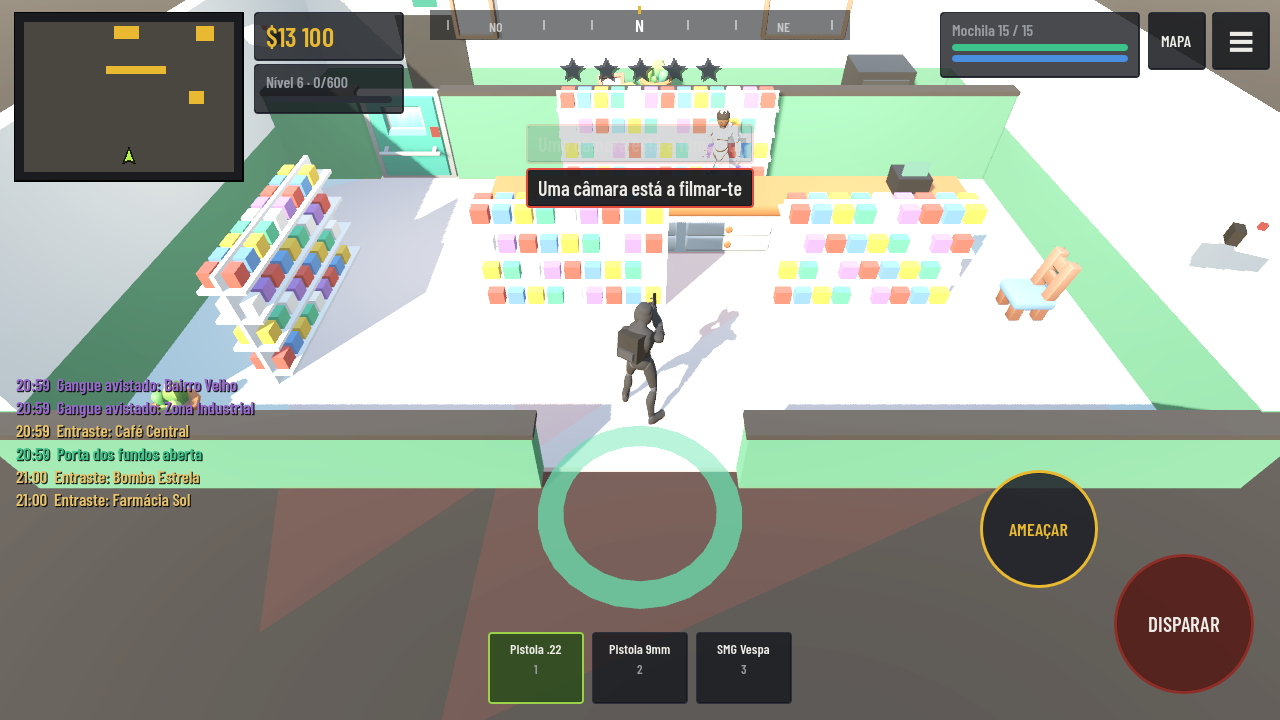 $13 100
Nível 6 · 0/600
NO
N
NE
Mochila 15 / 15
MAPA
Uma câmara está a filmar-te
20:59 Gangue avistado: Bairro Velho
20:59 Gangue avistado: Zona Industrial
20:59 Entraste: Café Central
20:59 Porta dos fundos aberta
21:00 Entraste: Bomba Estrela
21:00 Entraste: Farmácia Sol
AMEAÇAR
DISPARAR
Pistola .22
1
Pistola 9mm
2
SMG Vespa
3